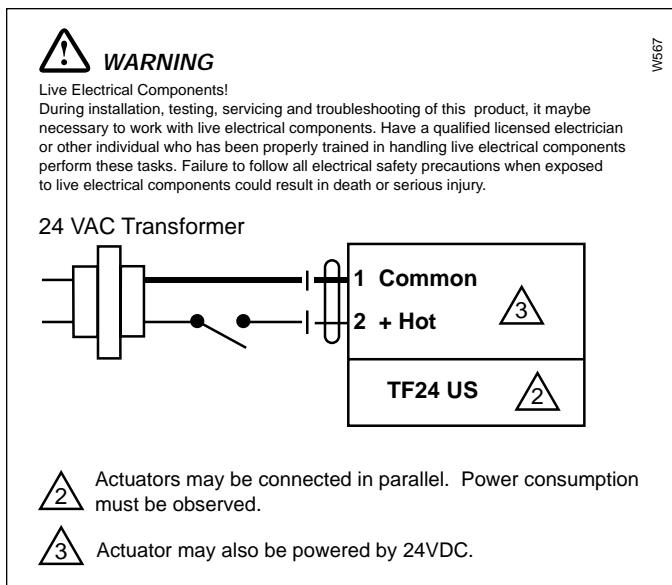 WARNING
W567
Live Electrical Components!
During installation, testing, servicing and troubleshooting of this product, it maybe
necessary to work with live electrical components. Have a qualified licensed electrician
or other individual who has been properly trained in handling live electrical components
perform these tasks. Failure to follow all electrical safety precautions when exposed
to live electrical components could result in death or serious injury.
24 VAC Transformer
1 Common
3
2 + Hot
TF24 US
2
2
Actuators may be connected in parallel. Power consumption
must be observed.
3
Actuator may also be powered by 24VDC.